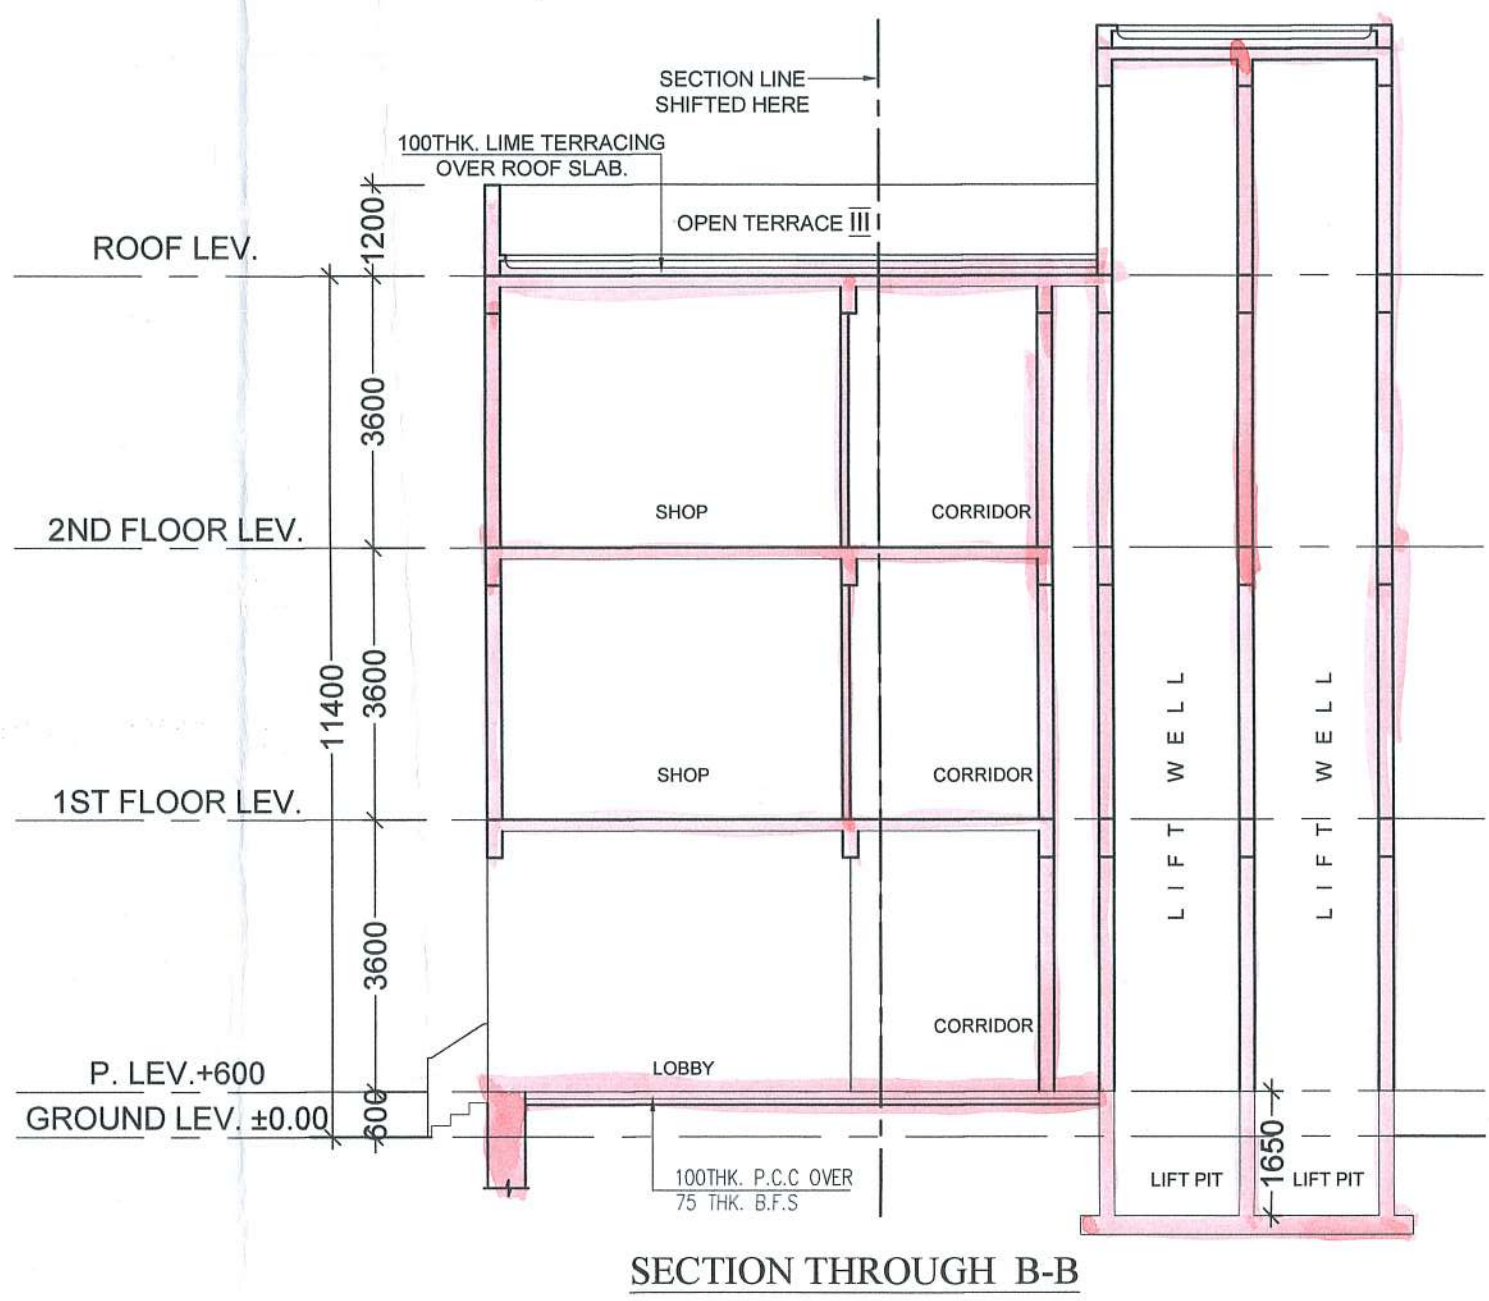 SECTION LINE
SHIFTED HERE
100THK. LIME TERRACING
OVER ROOF SLAB.
1200
OPEN TERRACE III
ROOF LEV.
3600
SHOP
CORRIDOR
2ND FLOOR LEV.
11400
3600
SHOP
CORRIDOR
1ST FLOOR LEV.
LIFT WELL
LIFT WELL
3600
CORRIDOR
LOBBY
P. LEV.+600
GROUND LEV. ±0.00
600
1650
100THK. P.C.C OVER
75 THK. B.F.S
LIFT PIT
LIFT PIT
SECTION THROUGH B-B